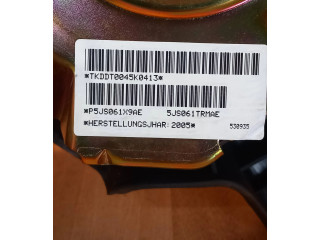 *TKDDT0045K0413*
*P5JS061X9AE 5JS061TRMAE
*HERSTELLUNGSJHAR:2005* 530935